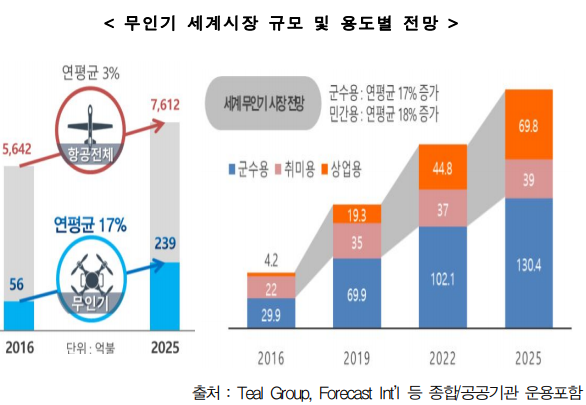 < 무인기 세계시장 규모 및 용도별 전망 >
연평균 3%
5,642
7,612
항공전체
연평균 17%
56
239
무인기
2016
단위 : 억불
2025
세계 무인기 시장 전망
군수용 : 연평균 17% 증가
민간용 : 연평균 18% 증가
군수용 취미용 상업용
4.2
22
29.9
19.3
35
69.9
44.8
37
102.1
69.8
39
130.4
2016
2019
2022
2025
출처 : Teal Group, Forecast Int'l 등 종합/공공기관 운용포함